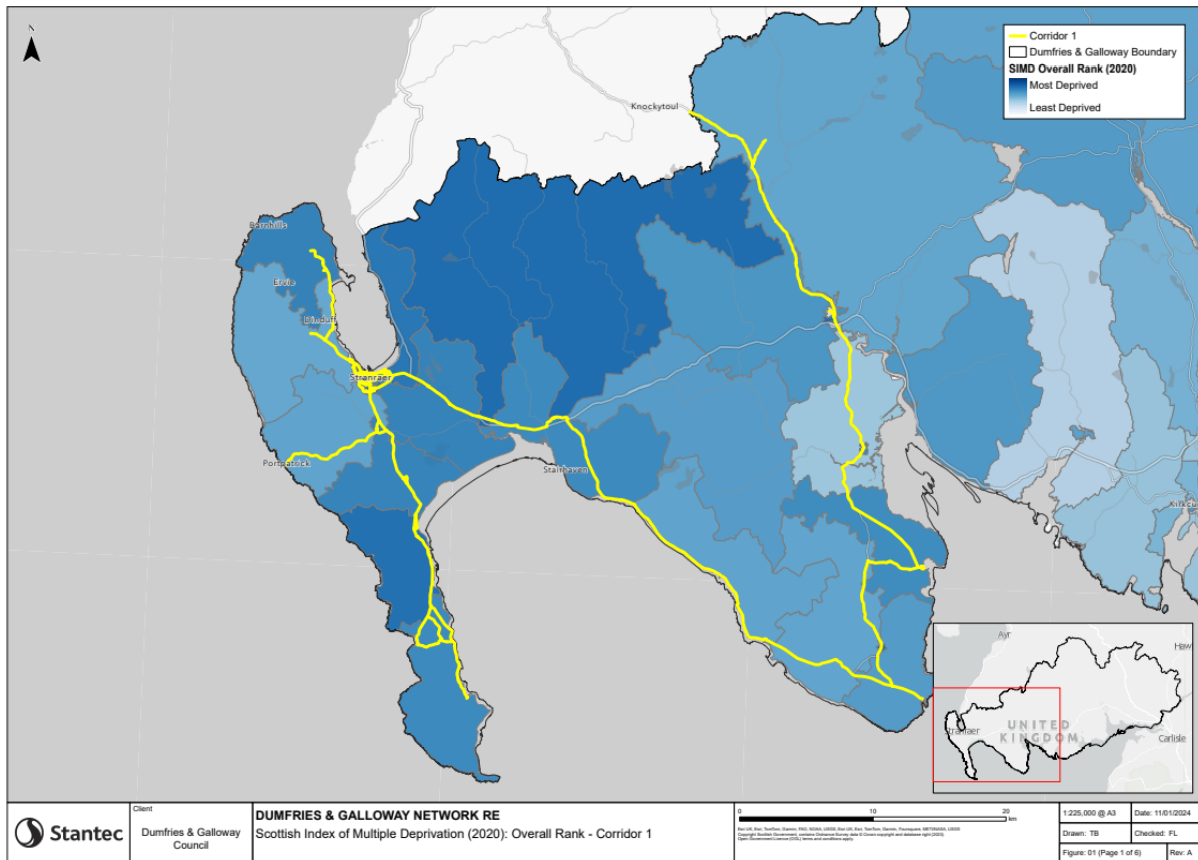 N
Corridor 1
Dumfries & Galloway Boundary
SIMD Overall Rank (2020)
Most Deprived
Least Deprived
Knockytoul
Barnhills
Ervie
Dinduff
Stranraer
Portpatrick
Stairhaven
Ayr
Haw
Stranraer
UNITED
KINGDOM
Carlisle
Stantec
Client
Dumfries & Galloway
Council
DUMFRIES & GALLOWAY NETWORK RE
Scottish Index of Multiple Deprivation (2020): Overall Rank - Corridor 1
0 10 20
km
1:225,000 @ A3
Date: 11/01/2024
Drawn: TB
Checked: FL
Figure: 01 (Page 1 of 6)
Rev: A